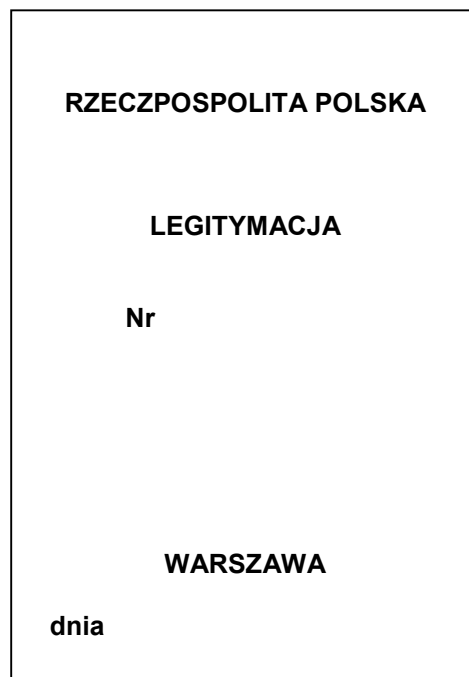 RZECZPOSPOLITA POLSKA
LEGITYMACJA
Nr
WARSZAWA
dnia